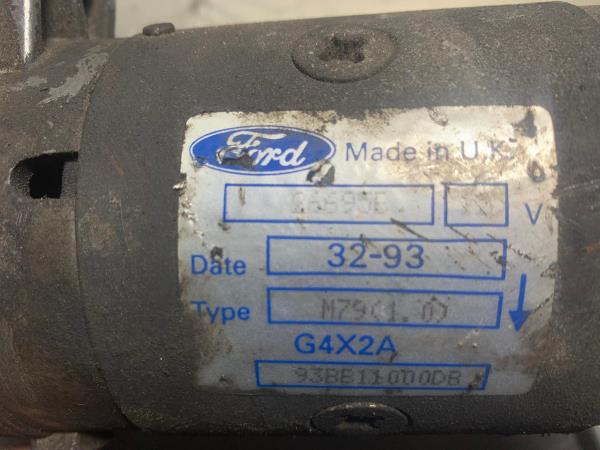 Ford Made in U.K.
V
Date 32-93
Type M79(1.0)
G4X2A
93BB11000DB